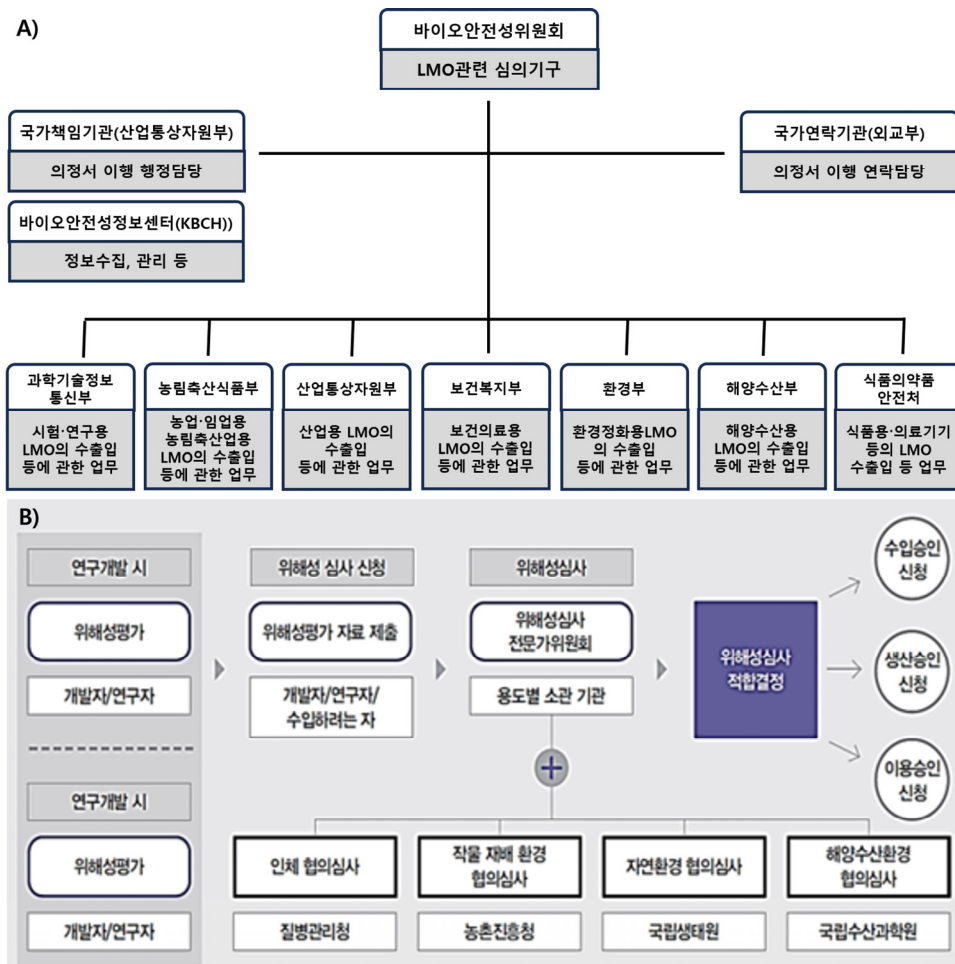 A)
바이오안전성위원회
LMO관련 심의기구
국가책임기관(산업통상자원부)
의정서 이행 행정담당
국가연락기관(외교부)
의정서 이행 연락담당
바이오안전성정보센터(KBCH))
정보수집, 관리 등
과학기술정보
통신부
시험·연구용
LMO의 수출입
등에 관한 업무
농림축산식품부
농업·임업용
농림축산업용
LMO의 수출입
등에 관한 업무
산업통상자원부
산업용 LMO의
수출입
등에 관한 업무
보건복지부
보건의료용
LMO의 수출입
등에 관한 업무
환경부
환경정화용LMO
의 수출입
등에 관한 업무
해양수산부
해양수산용
LMO의 수출입
등에 관한 업무
식품의약품
안전처
식품용·의료기기
등의 LMO
수출입 등 업무
B)
연구개발 시
위해성평가
개발자/연구자
위해성 심사 신청
위해성평가 자료 제출
개발자/연구자/
수입하려는 자
위해성심사
위해성심사
전문가위원회
용도별 소관 기관
위해성심사
적합결정
수입승인
신청
생산승인
신청
이용승인
신청
연구개발 시
위해성평가
개발자/연구자
+
인체 협의심사
질병관리청
작물 재배 환경
협의심사
농촌진흥청
자연환경 협의심사
국립생태원
해양수산환경
협의심사
국립수산과학원